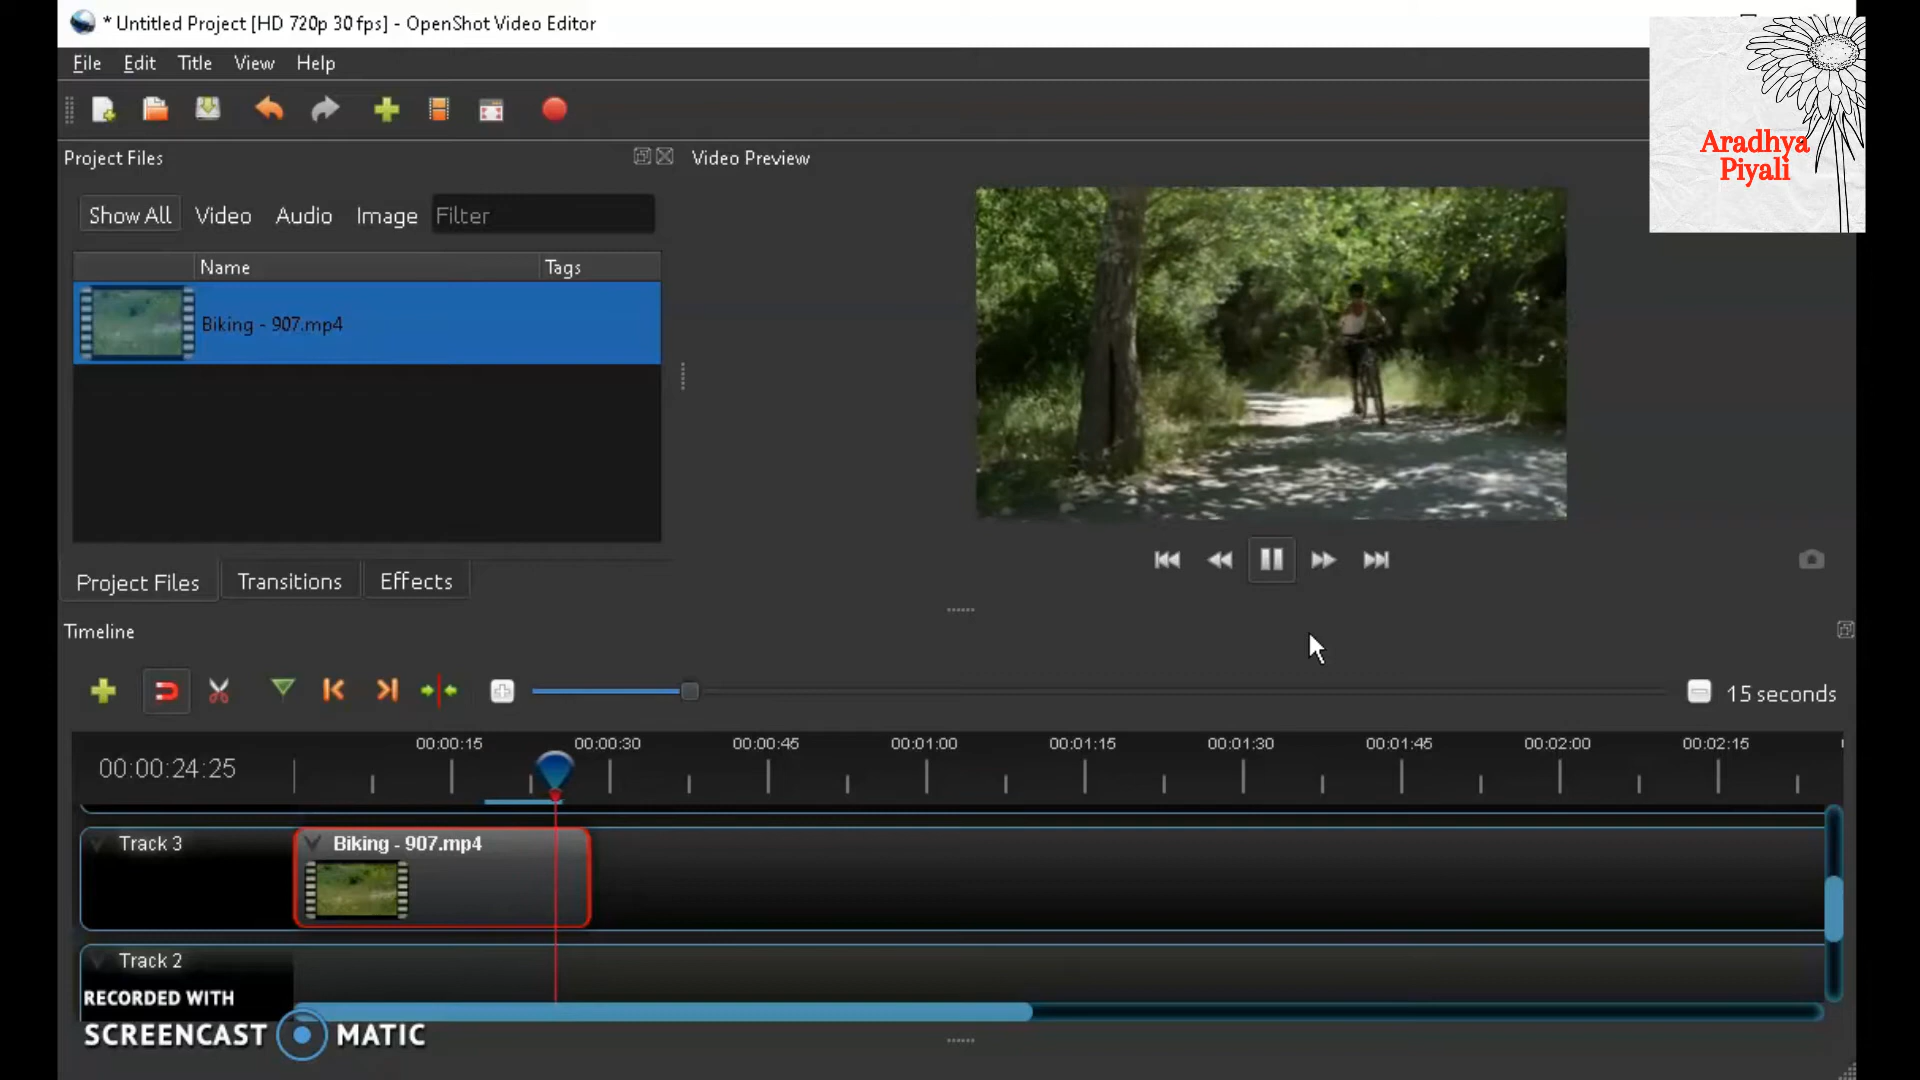 * Untitled Project [HD 720p 30 fps] - OpenShot Video Editor
File Edit Title View Help
Project Files
Video Preview
Aradhya
Piyali
Show All Video Audio Image Filter
Name Tags
Biking - 907.mp4
Project Files Transitions Effects
Timeline
15 seconds
00:00:24:25
00:00:15 00:00:30 00:00:45 00:01:00 00:01:15 00:01:30 00:01:45 00:02:00 00:02:15
Track 3
Biking - 907.mp4
Track 2
RECORDED WITH
SCREENCAST MATIC